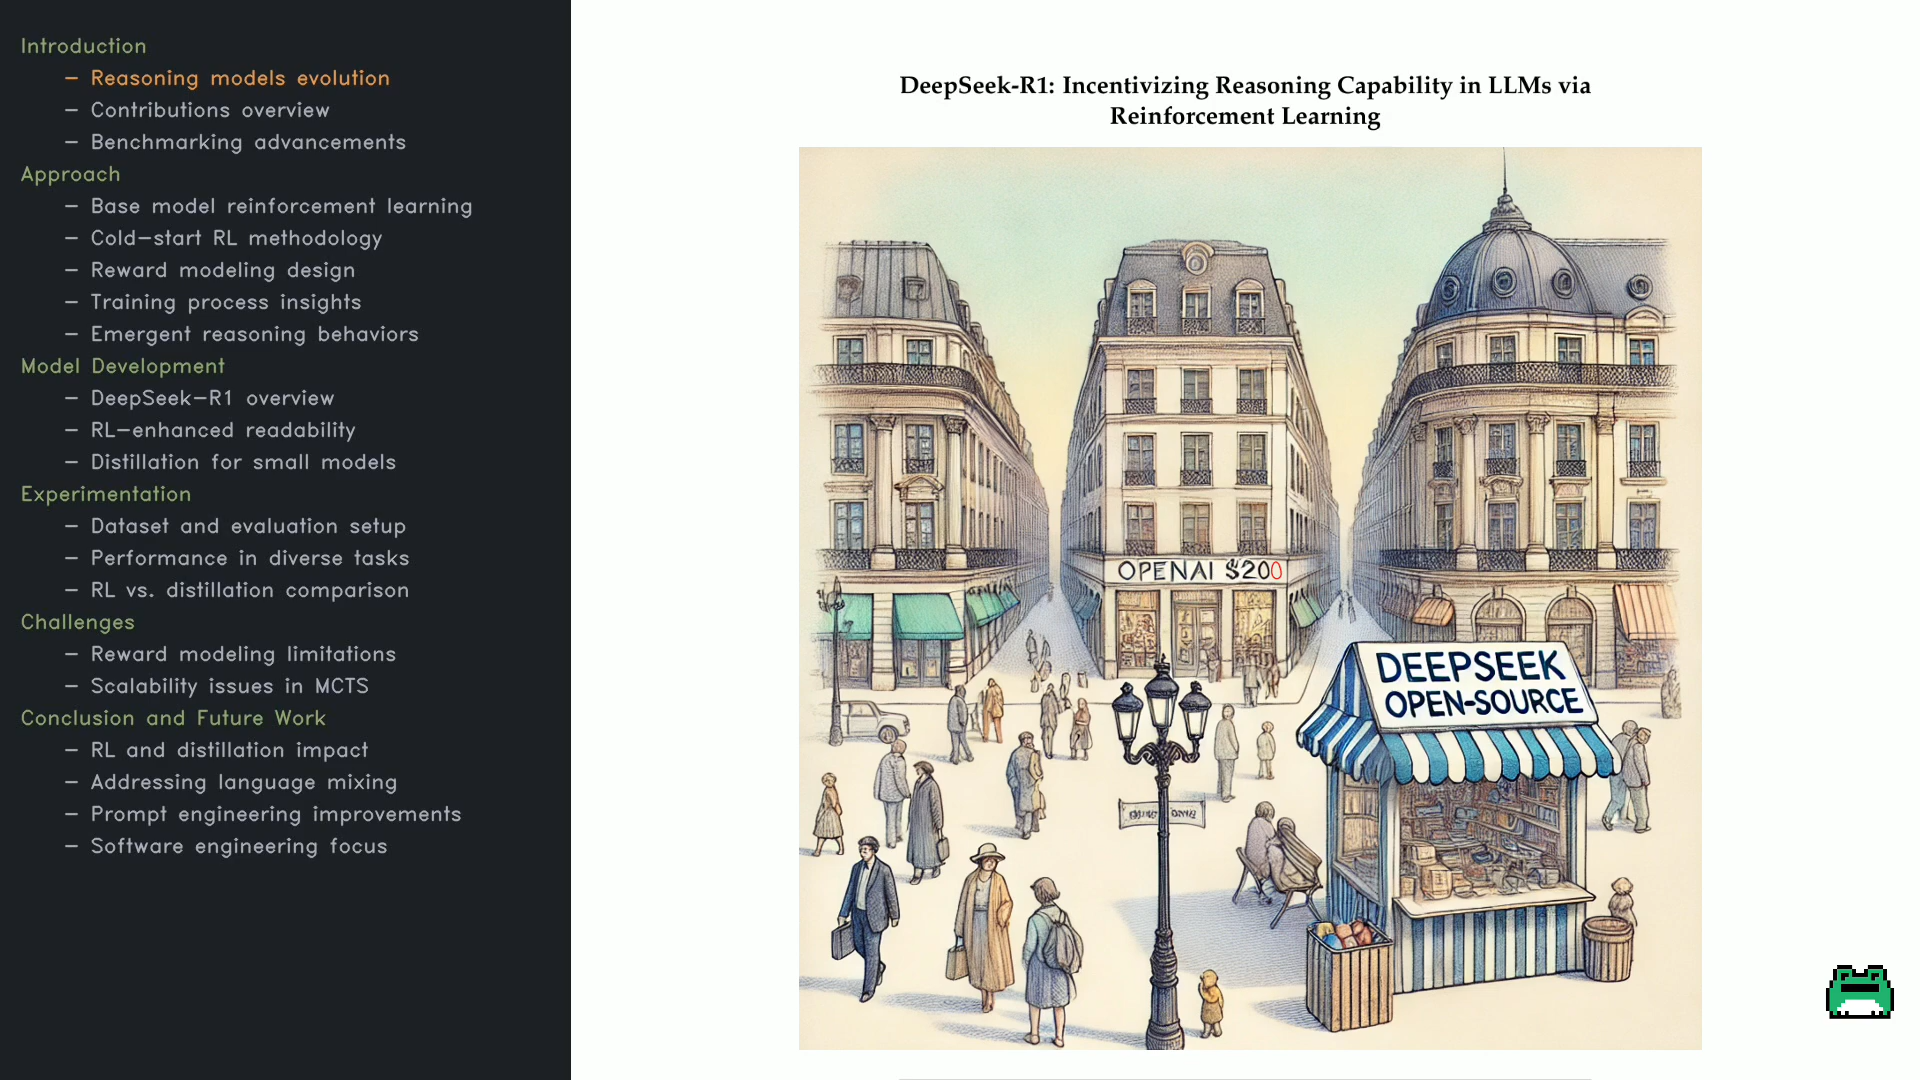 Introduction
– Reasoning models evolution
– Contributions overview
– Benchmarking advancements
Approach
– Base model reinforcement learning
– Cold-start RL methodology
– Reward modeling design
– Training process insights
– Emergent reasoning behaviors
Model Development
– DeepSeek-R1 overview
– RL-enhanced readability
– Distillation for small models
Experimentation
– Dataset and evaluation setup
– Performance in diverse tasks
– RL vs. distillation comparison
Challenges
– Reward modeling limitations
– Scalability issues in MCTS
Conclusion and Future Work
– RL and distillation impact
– Addressing language mixing
– Prompt engineering improvements
– Software engineering focus
DeepSeek-R1: Incentivizing Reasoning Capability in LLMs via
Reinforcement Learning
OPENAI $200
DEEPSEEK
OPEN-SOURCE